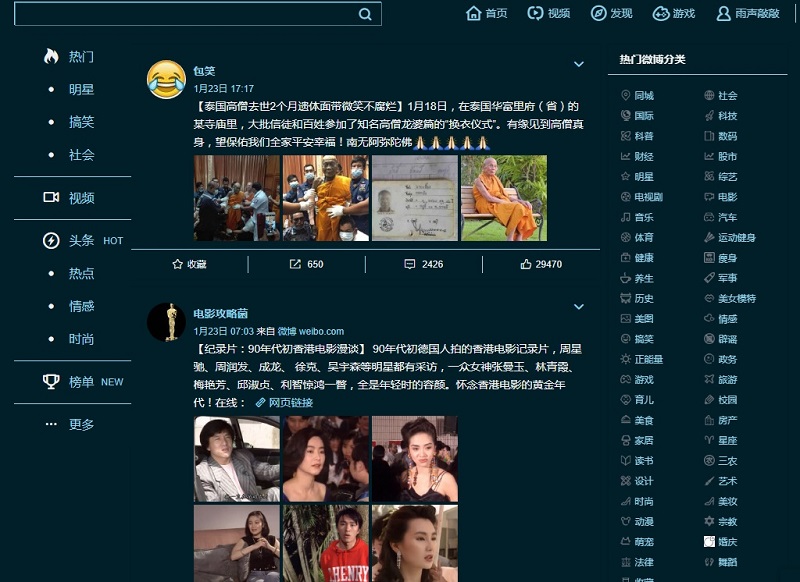 首页
视频
发现
游戏
雨声敲敲
热门
明星
搞笑
社会
视频
头条 HOT
热点
情感
时尚
榜单 NEW
更多
包笑
1月23日 17:17
【泰国高僧去世2个月遗体面带微笑不腐烂】1月18日，在泰国华富里府（省）的
某寺庙里，大批信徒和百姓参加了知名高僧龙婆篇的“换衣仪式”。有缘见到高僧真
身，望保佑我们全家平安幸福！南无阿弥陀佛🙏🙏🙏🙏🙏
收藏
650
2426
29470
电影攻略菌
1月23日 07:03 来自 微博 weibo.com
【纪录片：90年代初香港电影漫谈】 90年代初德国人拍的香港电影记录片，周星
驰、周润发、成龙、 徐克、吴宇森等明星都有采访，一众女神张曼玉、林青霞、
梅艳芳、邱淑贞、利智惊鸿一瞥，全是年轻时的容颜。怀念香港电影的黄金年
代！在线： 网页链接
HENRY
热门微博分类
同城 社会
国际 科技
科普 数码
财经 股市
明星 综艺
电视剧 电影
音乐 汽车
体育 运动健身
健康 瘦身
养生 军事
历史 美女模特
美图 情感
搞笑 辟谣
正能量 政务
游戏 旅游
育儿 校园
美食 房产
家居 星座
读书 三农
设计 艺术
时尚 美妆
动漫 宗教
萌宠 婚庆
法律 舞蹈